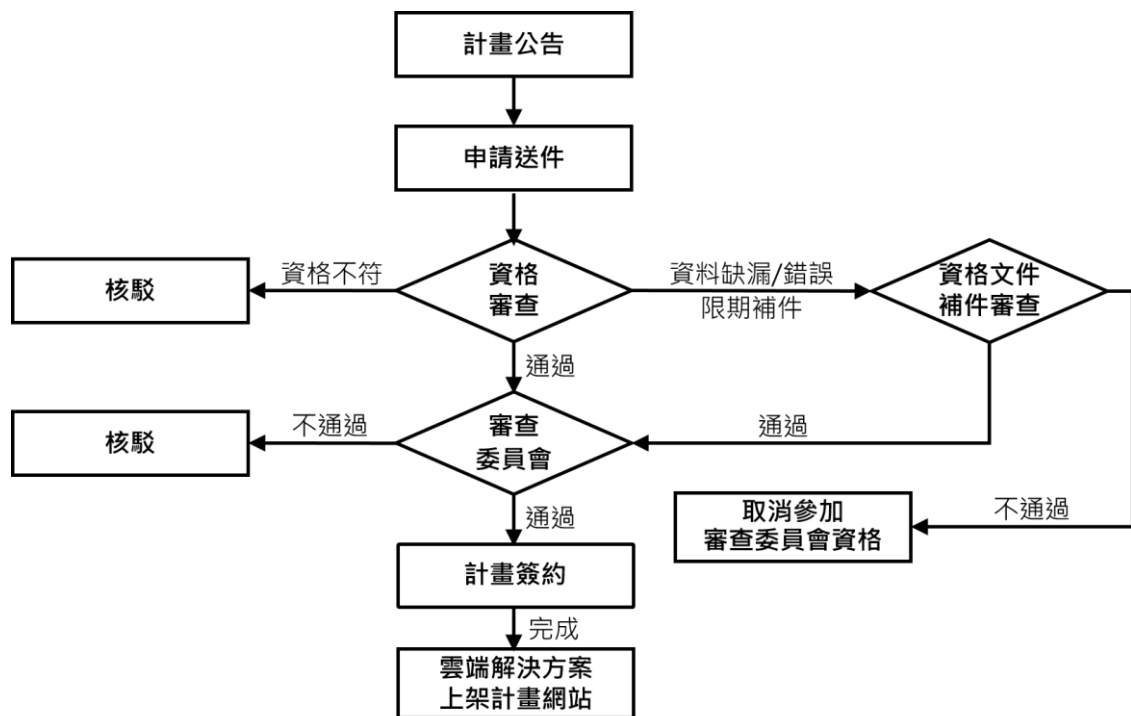 計畫公告
申請送件
核駁
資格不符
資格
審查
資料缺漏/錯誤
限期補件
資格文件
補件審查
通過
核駁
不通過
審查
委員會
通過
通過
取消參加
審查委員會資格
不通過
計畫簽約
完成
雲端解決方案
上架計畫網站